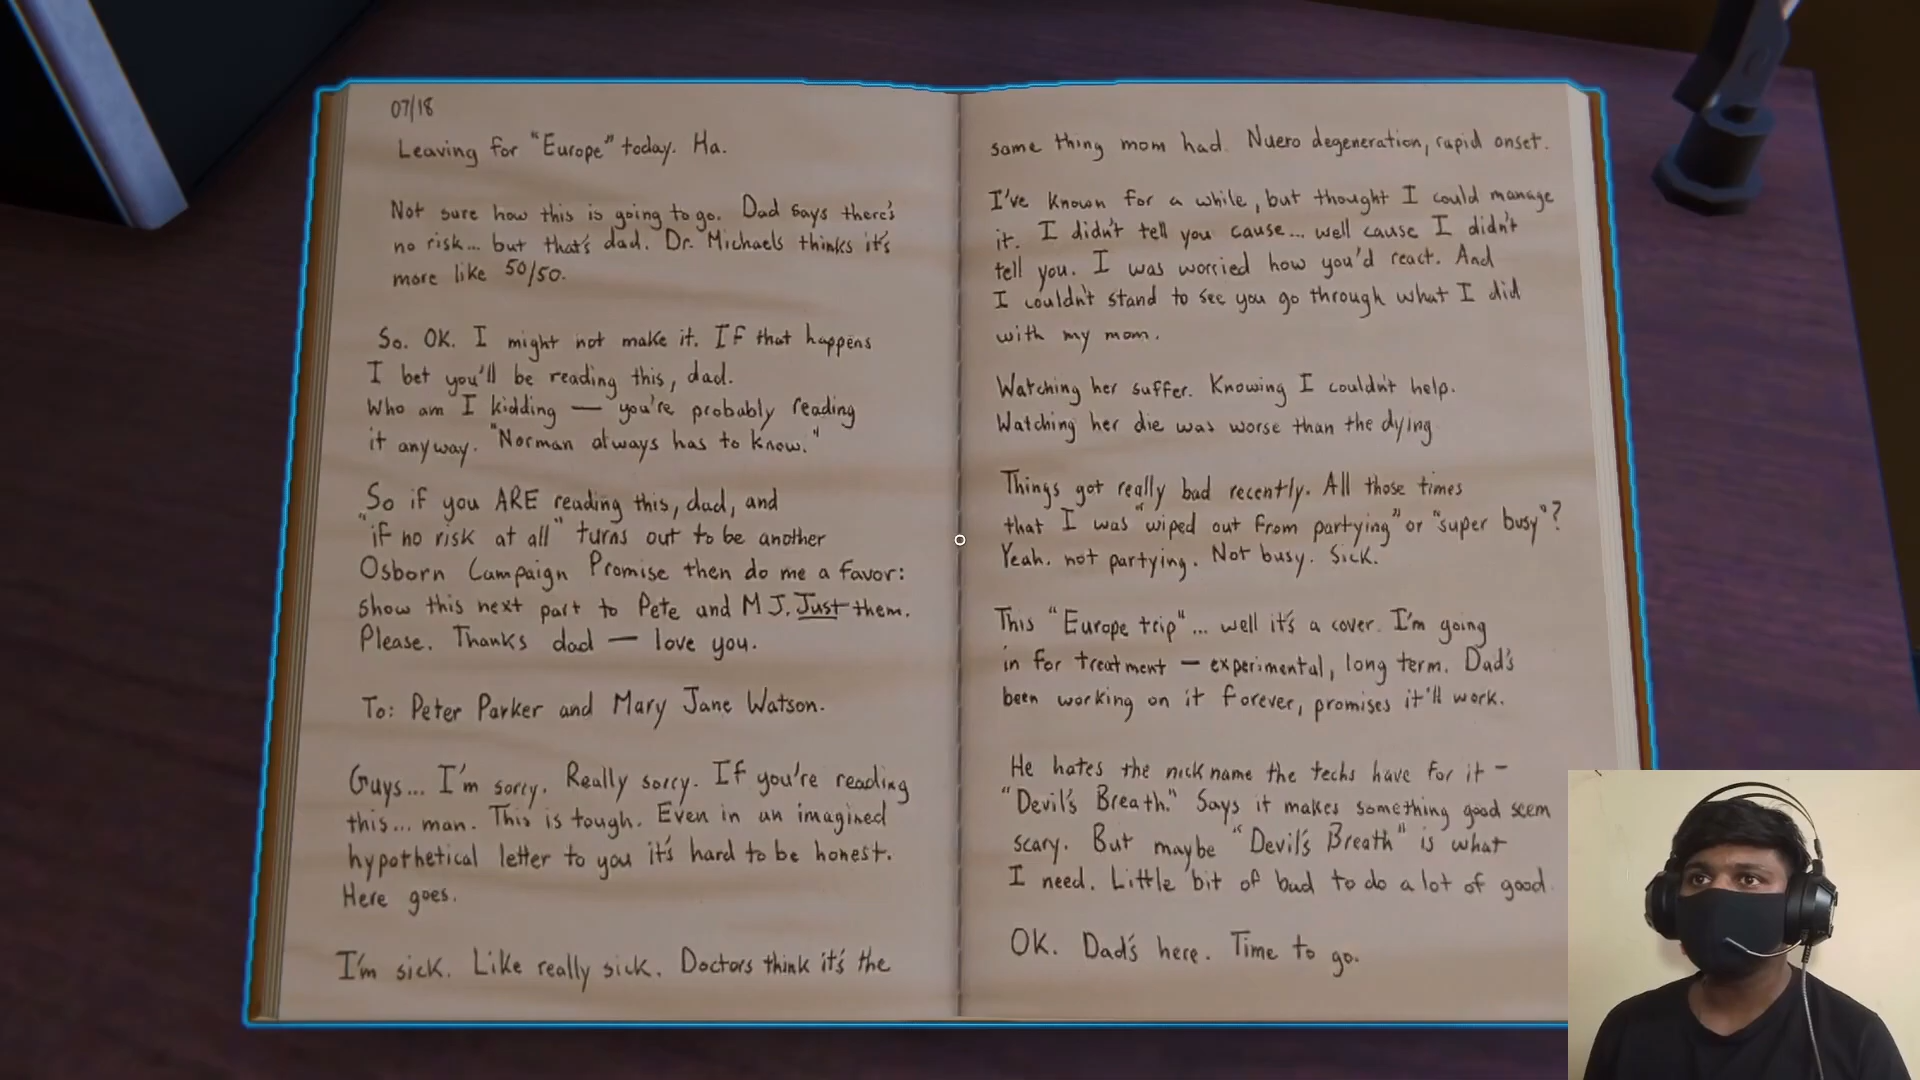 07/18
Leaving for "Europe" today. Ha.
Not sure how this is going to go. Dad says there's
no risk... but that's dad. Dr. Michaels thinks it's
more like 50/50.
So. OK. I might not make it. If that happens
I bet you'll be reading this, dad.
Who am I kidding — you're probably reading
it anyway. "Norman always has to know."
So if you ARE reading this, dad, and
"if no risk at all" turns out to be another
Osborn Campaign Promise then do me a favor:
show this next part to Pete and MJ. Just them.
Please. Thanks dad — love you.
To: Peter Parker and Mary Jane Watson.
Guys... I'm sorry. Really sorry. If you're reading
this... man. This is tough. Even in an imagined
hypothetical letter to you it's hard to be honest.
Here goes.
I'm sick. Like really sick. Doctors think it's the
same thing mom had. Nuero degeneration, rapid onset.
I've known for a while, but thought I could manage
it. I didn't tell you cause... well cause I didn't
tell you. I was worried how you'd react. And
I couldn't stand to see you go through what I did
with my mom.
Watching her suffer. Knowing I couldn't help.
Watching her die was worse than the dying
Things got really bad recently. All those times
that I was "wiped out from partying" or "super busy"?
Yeah. not partying. Not busy. Sick.
This "Europe trip"... well it's a cover. I'm going
in for treatment — experimental, long term. Dad's
been working on it forever, promises it'll work.
He hates the nickname the techs have for it -
"Devil's Breath." Says it makes something good seem
scary. But maybe "Devil's Breath" is what
I need. Little bit of bad to do a lot of good.
OK. Dad's here. Time to go.